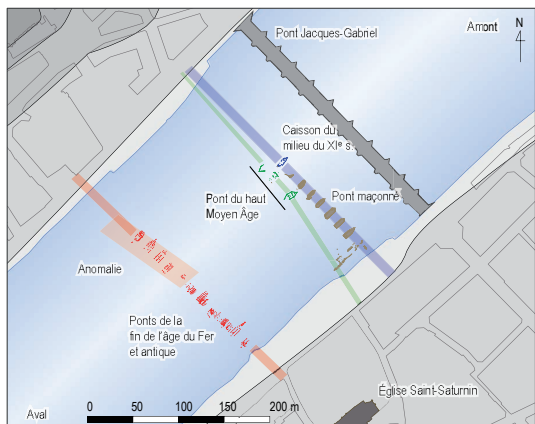 Pont Jacques-Gabriel
Amont
N
Caisson du
milieu du XIe s.
Pont maçonné
Pont du haut
Moyen Âge
Anomalie
Ponts de la
fin de l'âge du Fer
et antique
Église Saint-Saturnin
Aval
0 50 100 150 200 m